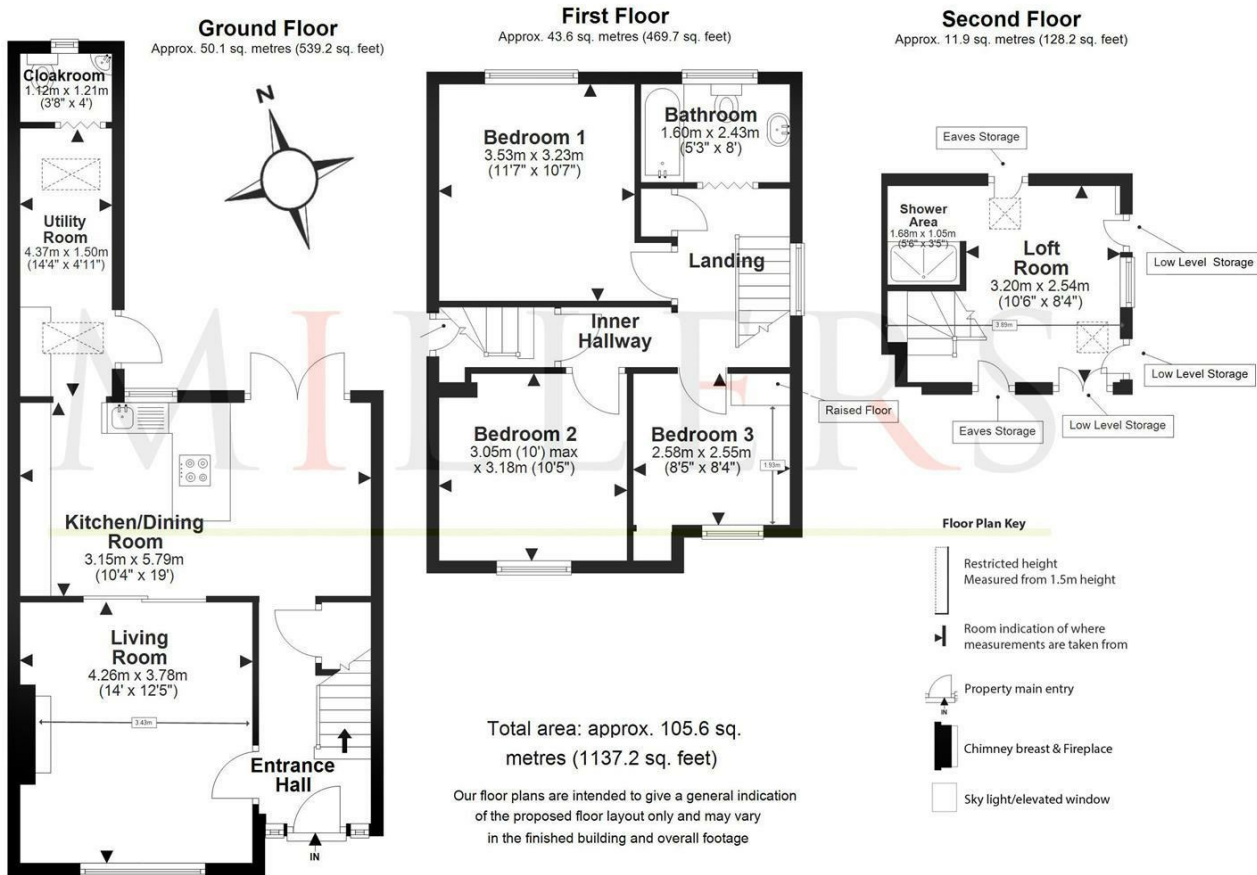 Ground Floor
Approx. 50.1 sq. metres (539.2 sq. feet)
Cloakroom
1.12m x 1.21m
(3'8" x 4')
N
Utility
Room
4.37m x 1.50m
(14'4" x 4'11")
Kitchen/Dining
Room
3.15m x 5.79m
(10'4" x 19')
Living
Room
4.26m x 3.78m
(14' x 12'5")
3.43m
Entrance
Hall
IN
First Floor
Approx. 43.6 sq. metres (469.7 sq. feet)
Bedroom 1
3.53m x 3.23m
(11'7" x 10'7")
Bathroom
1.60m x 2.43m
(5'3" x 8')
Landing
Inner
Hallway
Bedroom 2
3.05m (10') max
x 3.18m (10'5")
Bedroom 3
2.58m x 2.55m
(8'5" x 8'4")
1.93m
Raised Floor
Second Floor
Approx. 11.9 sq. metres (128.2 sq. feet)
Eaves Storage
Shower
Area
1.68m x 1.05m
(5'6" x 3'5")
Loft
Room
3.20m x 2.54m
(10'6" x 8'4")
3.89m
Low Level Storage
Low Level Storage
Low Level Storage
Eaves Storage
MILLERS
Floor Plan Key
Restricted height
Measured from 1.5m height
Room indication of where
measurements are taken from
Property main entry
IN
Chimney breast & Fireplace
Sky light/elevated window
Total area: approx. 105.6 sq.
metres (1137.2 sq. feet)
Our floor plans are intended to give a general indication
of the proposed floor layout only and may vary
in the finished building and overall footage